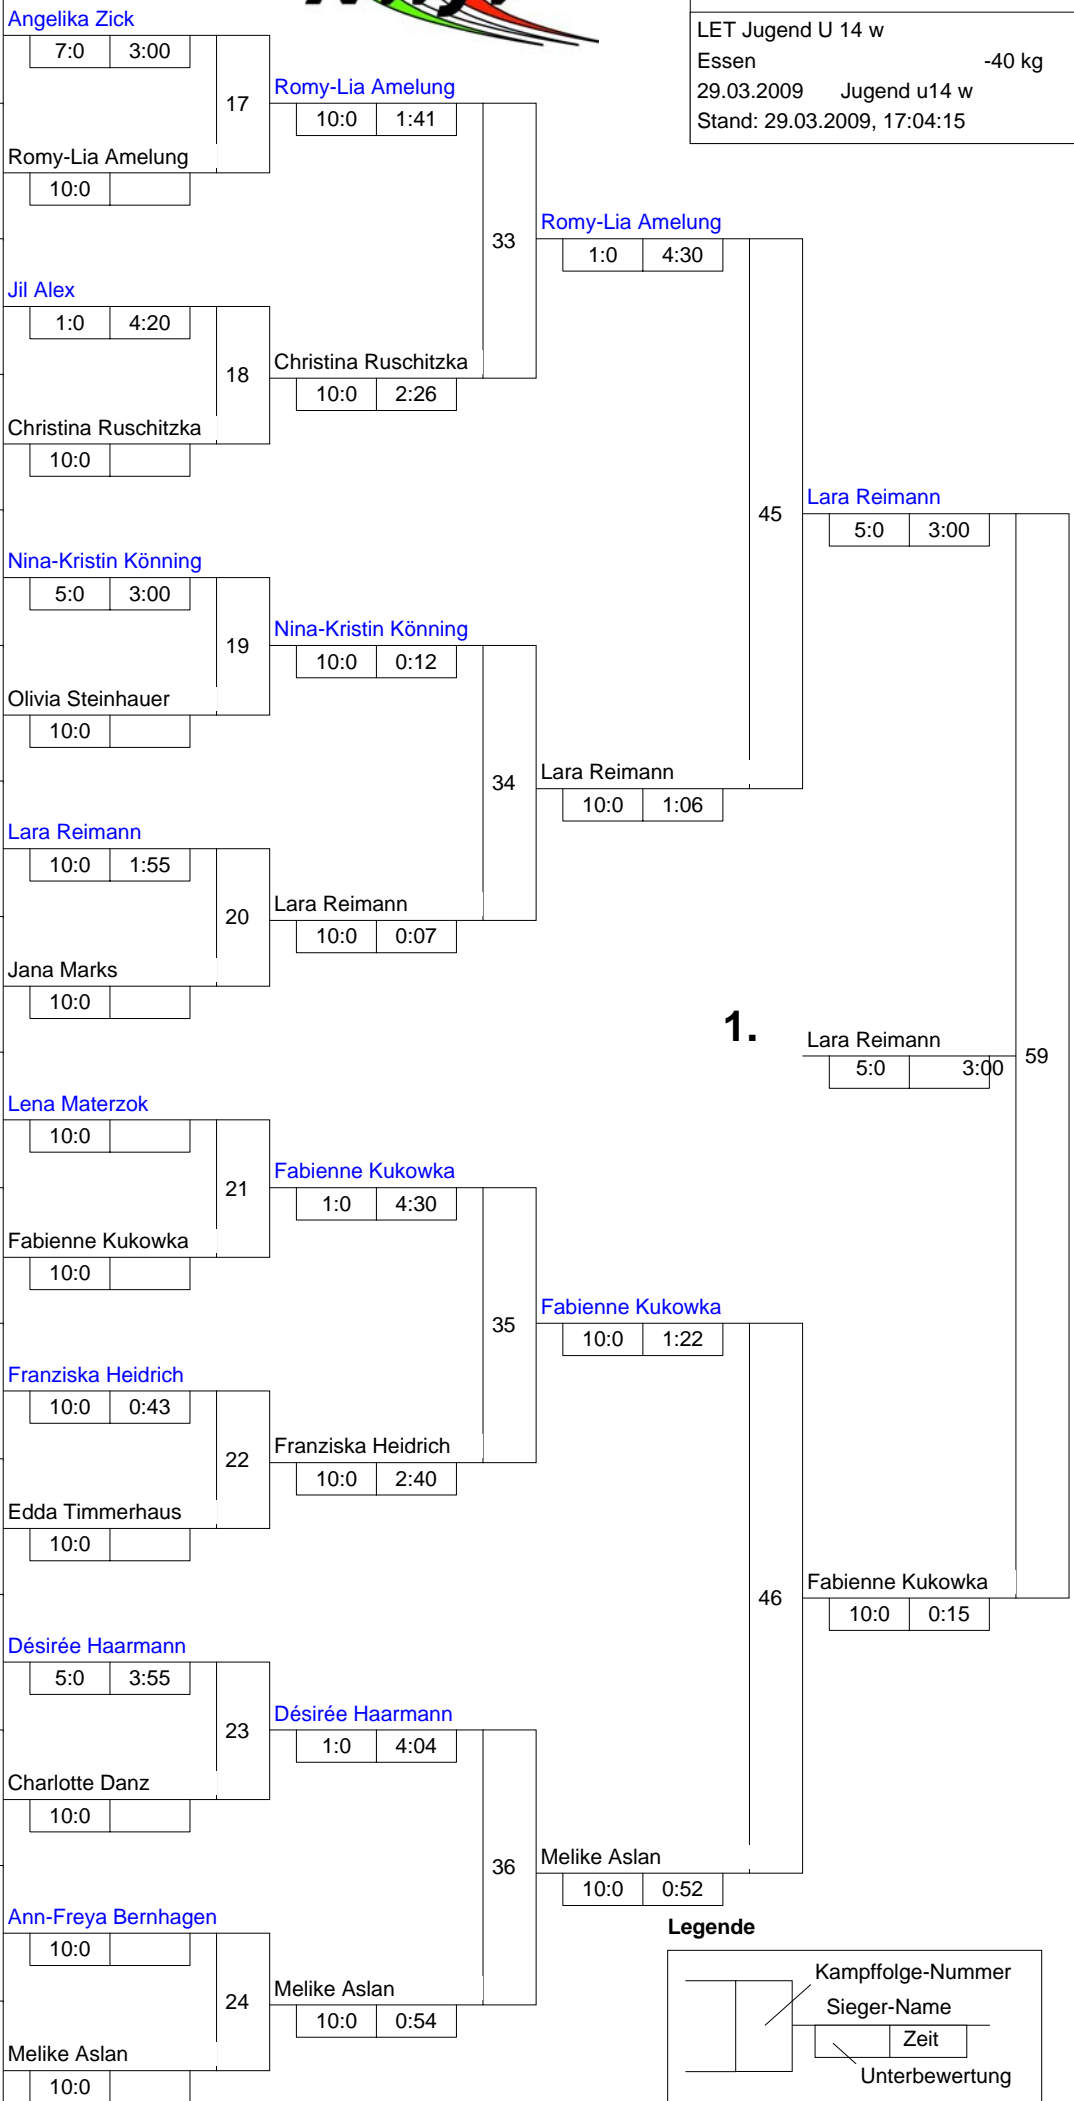 LET Jugend U 14 w
Essen -40 kg
29.03.2009 Jugend u14 w
Stand: 29.03.2009, 17:04:15
Angelika Zick
7:0 3:00
17
Romy-Lia Amelung
10:0
Romy-Lia Amelung
10:0 1:41
33
Jil Alex
1:0 4:20
18
Christina Ruschitzka
10:0
Christina Ruschitzka
10:0 2:26
Romy-Lia Amelung
1:0 4:30
45
Nina-Kristin Könning
5:0 3:00
19
Olivia Steinhauer
10:0
Nina-Kristin Könning
10:0 0:12
34
Lara Reimann
10:0 1:55
20
Jana Marks
10:0
Lara Reimann
10:0 0:07
Lara Reimann
10:0 1:06
Lara Reimann
5:0 3:00
1.
Lara Reimann
5:0 3:00
59
Lena Materzok
10:0
21
Fabienne Kukowka
10:0
Fabienne Kukowka
1:0 4:30
35
Franziska Heidrich
10:0 0:43
22
Edda Timmerhaus
10:0
Franziska Heidrich
10:0 2:40
Fabienne Kukowka
10:0 1:22
46
Fabienne Kukowka
10:0 0:15
Désirée Haarmann
5:0 3:55
23
Charlotte Danz
10:0
Désirée Haarmann
1:0 4:04
36
Ann-Freya Bernhagen
10:0
24
Melike Aslan
10:0
Melike Aslan
10:0 0:54
Melike Aslan
10:0 0:52
Legende
Kampffolge-Nummer
Sieger-Name
Zeit
Unterbewertung